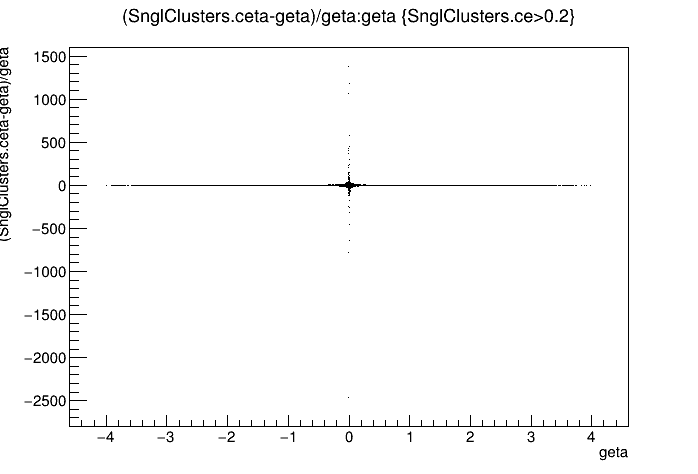 (SnglClusters.ceta-geta)/geta:geta {SnglClusters.ce>0.2}
(SnglClusters.ceta-geta)/geta
1500
1000
500
0
−500
−1000
−1500
−2000
−2500
−4 −3 −2 −1 0 1 2 3 4
geta